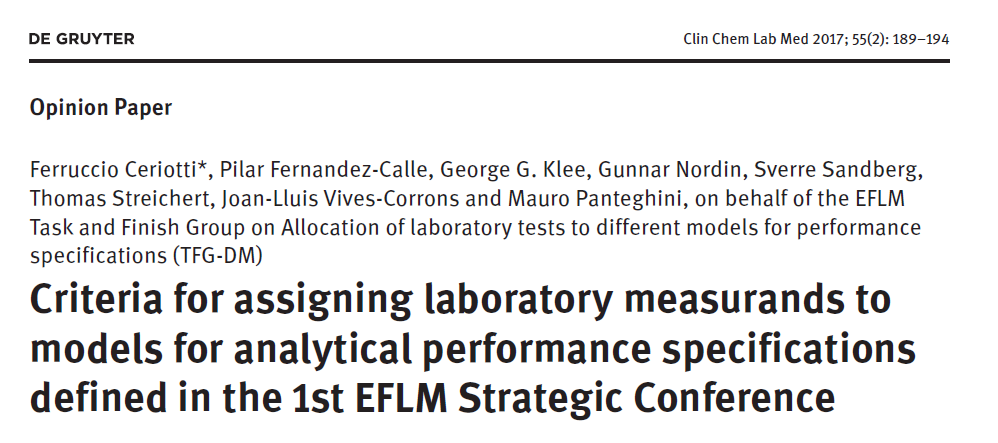 DE GRUYTER
Clin Chem Lab Med 2017; 55(2): 189–194
Opinion Paper
Ferruccio Ceriotti*, Pilar Fernandez-Calle, George G. Klee, Gunnar Nordin, Sverre Sandberg,
Thomas Streichert, Joan-Lluis Vives-Corrons and Mauro Panteghini, on behalf of the EFLM
Task and Finish Group on Allocation of laboratory tests to different models for performance
specifications (TFG-DM)
Criteria for assigning laboratory measurands to
models for analytical performance specifications
defined in the 1st EFLM Strategic Conference